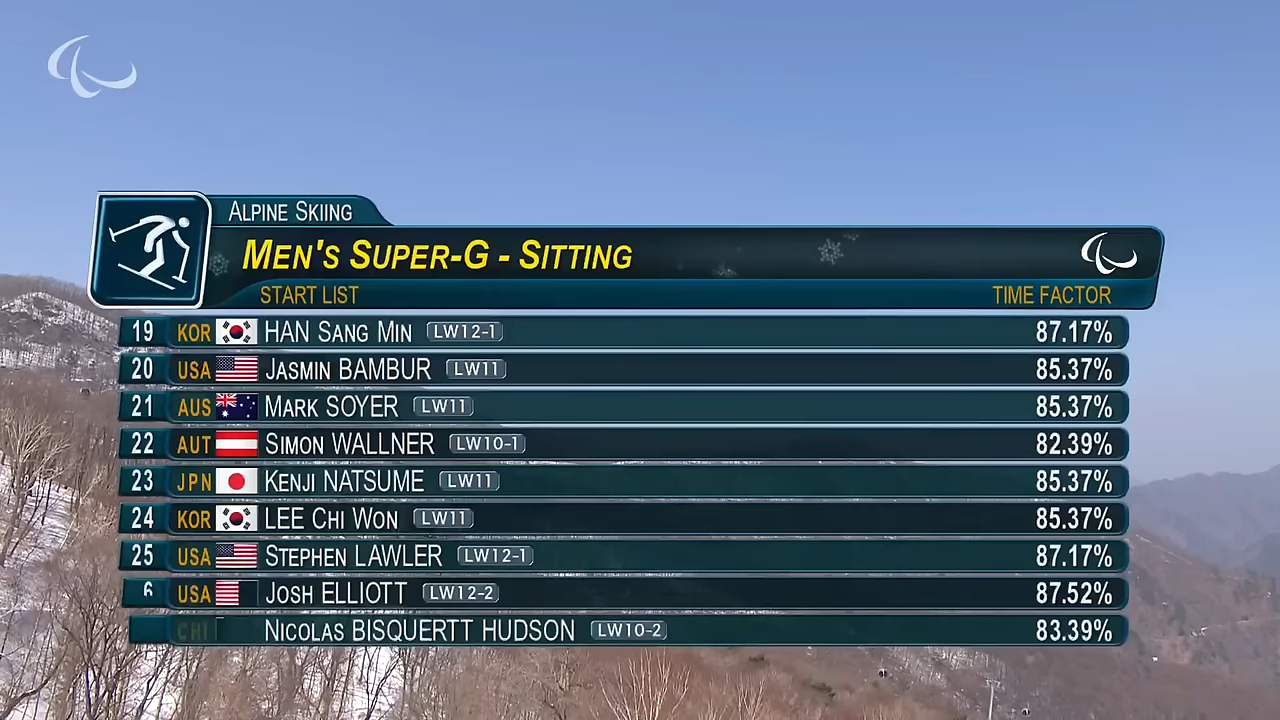 ALPINE SKIING
MEN'S SUPER-G - SITTING
START LIST TIME FACTOR
19 KOR HAN SANG MIN LW12-1 87.17%
20 USA JASMIN BAMBUR LW11 85.37%
21 AUS MARK SOYER LW11 85.37%
22 AUT SIMON WALLNER LW10-1 82.39%
23 JPN KENJI NATSUME LW11 85.37%
24 KOR LEE CHI WON LW11 85.37%
25 USA STEPHEN LAWLER LW12-1 87.17%
6 USA JOSH ELLIOTT LW12-2 87.52%
CHI NICOLAS BISQUERTT HUDSON LW10-2 83.39%